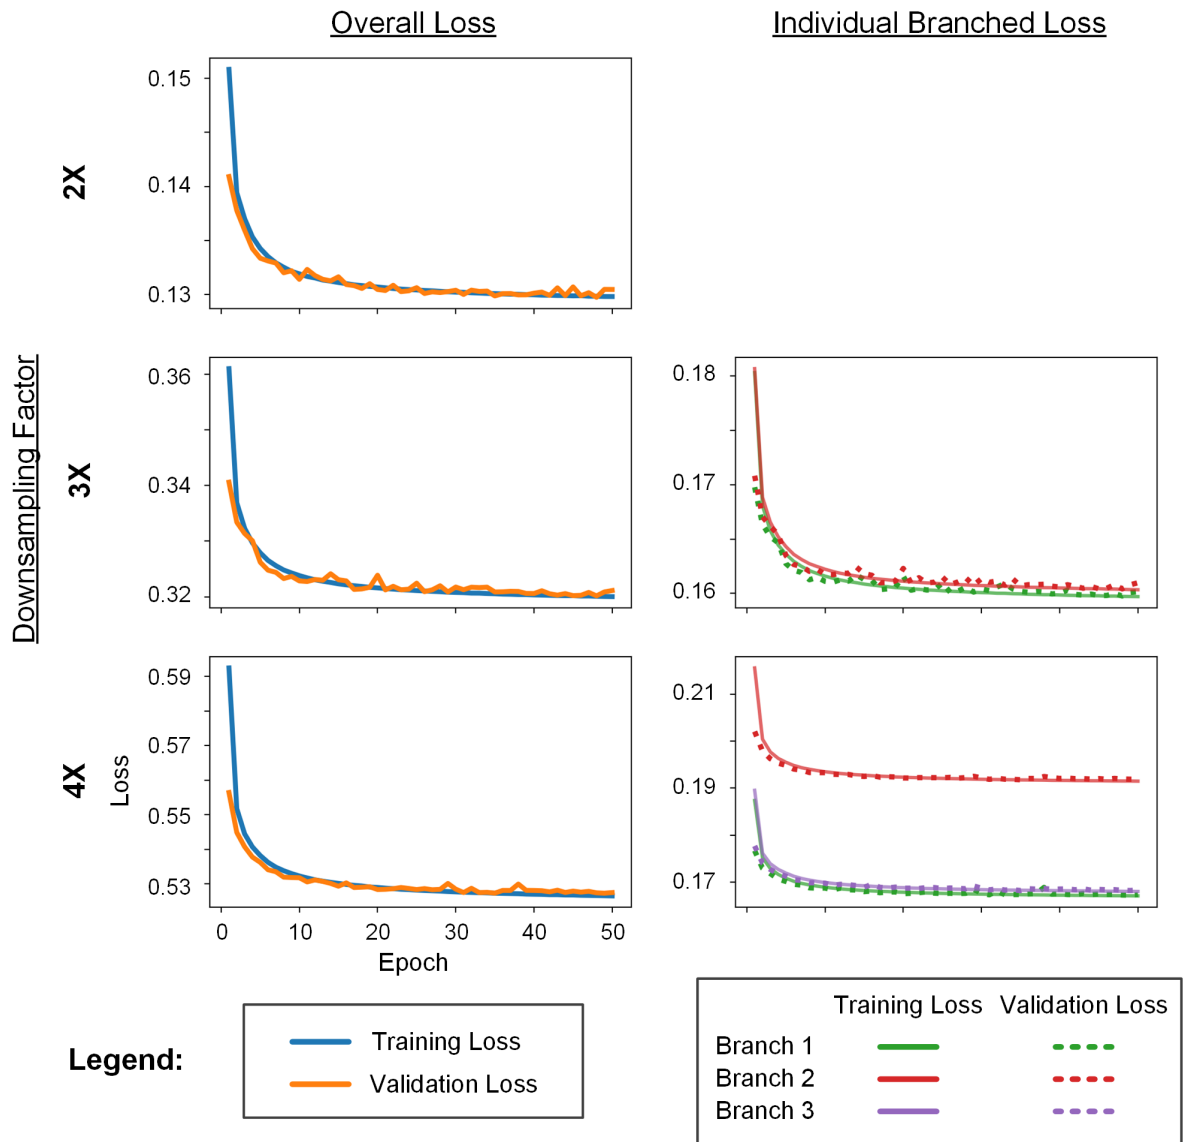 Overall Loss
Individual Branched Loss
Downsampling Factor
2X
0.15
0.14
0.13
3X
0.36
0.34
0.32
0.18
0.17
0.16
4X
Loss
0.59
0.57
0.55
0.53
0 10 20 30 40 50
Epoch
0.21
0.19
0.17
Legend:
Training Loss
Validation Loss
Training Loss Validation Loss
Branch 1
Branch 2
Branch 3